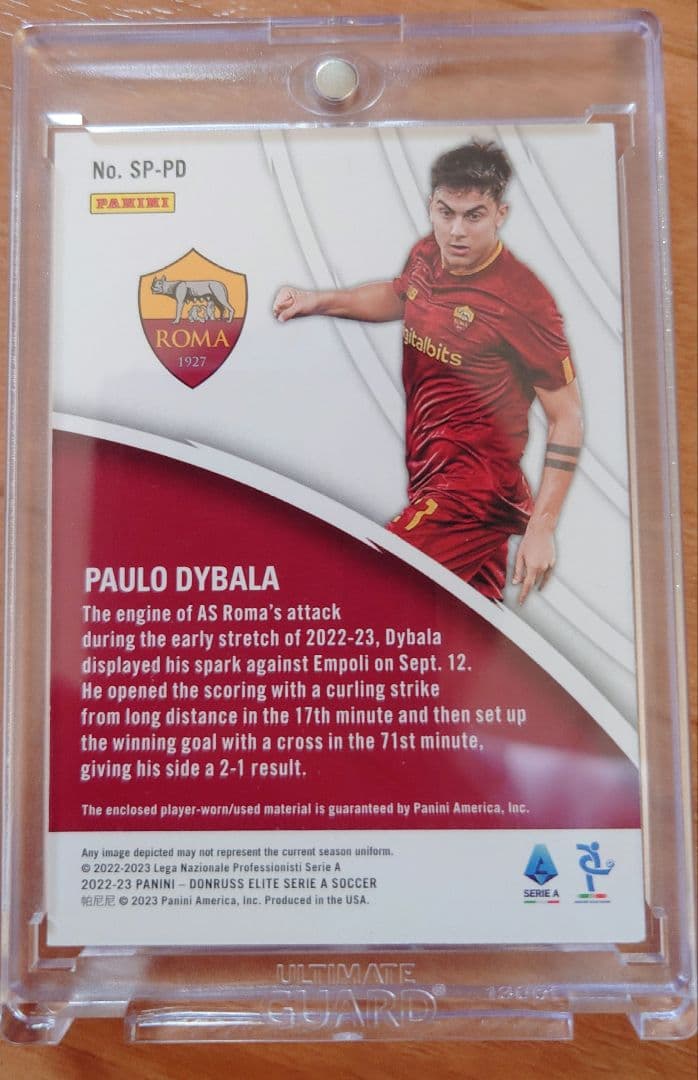 No. SP-PD
PANINI
ROMA
1927
gitalbits
PAULO DYBALA
The engine of AS Roma's attack
during the early stretch of 2022-23, Dybala
displayed his spark against Empoli on Sept. 12.
He opened the scoring with a curling strike
from long distance in the 17th minute and then set up
the winning goal with a cross in the 71st minute,
giving his side a 2-1 result.
The enclosed player-worn/used material is guaranteed by Panini America, Inc.
Any image depicted may not represent the current season uniform.
© 2022-2023 Lega Nazionale Professionisti Serie A
2022-23 PANINI – DONRUSS ELITE SERIE A SOCCER
帕尼尼 © 2023 Panini America, Inc. Produced in the USA.
SERIE A
ULTIMATE
GUARD®